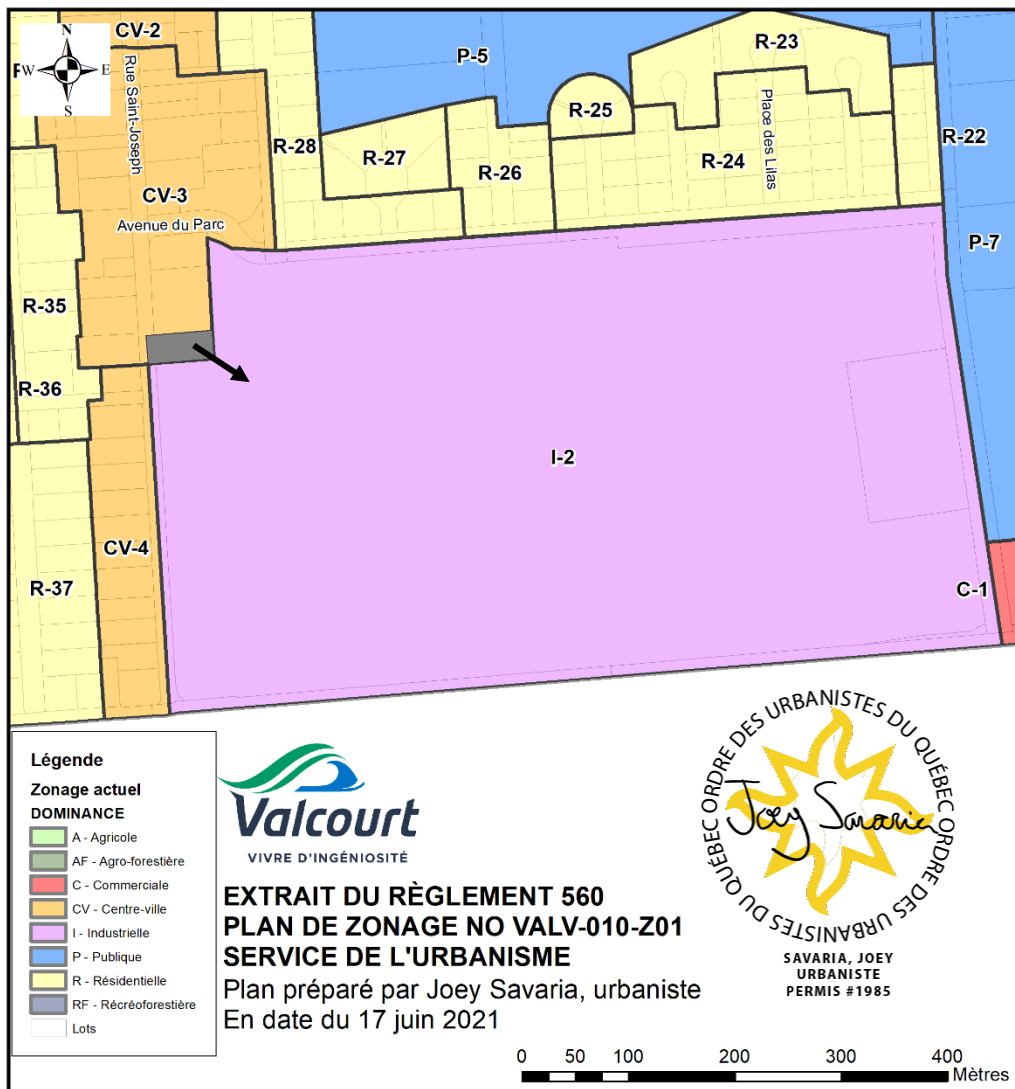 N
W E
S
CV-2
P-5
R-23
Rue Saint-Joseph
R-25
Place des Lilas
R-22
R-28
R-27
R-26
R-24
CV-3
Avenue du Parc
P-7
R-35
R-36
I-2
CV-4
R-37
C-1
Légende
Zonage actuel
DOMINANCE
A - Agricole
AF - Agro-forestière
C - Commerciale
CV - Centre-ville
I - Industrielle
P - Publique
R - Résidentielle
RF - Récréoforestière
Lots
Valcourt
VIVRE D'INGÉNIOSITÉ
EXTRAIT DU RÈGLEMENT 560
PLAN DE ZONAGE NO VALV-010-Z01
SERVICE DE L'URBANISME
Plan préparé par Joey Savaria, urbaniste
En date du 17 juin 2021
ORDRE DES URBANISTES DU QUÉBEC
ORDRE DES URBANISTES DU QUÉBEC
Joey Savaria
SAVARIA, JOEY
URBANISTE
PERMIS #1985
0 50 100 200 300 400
Mètres